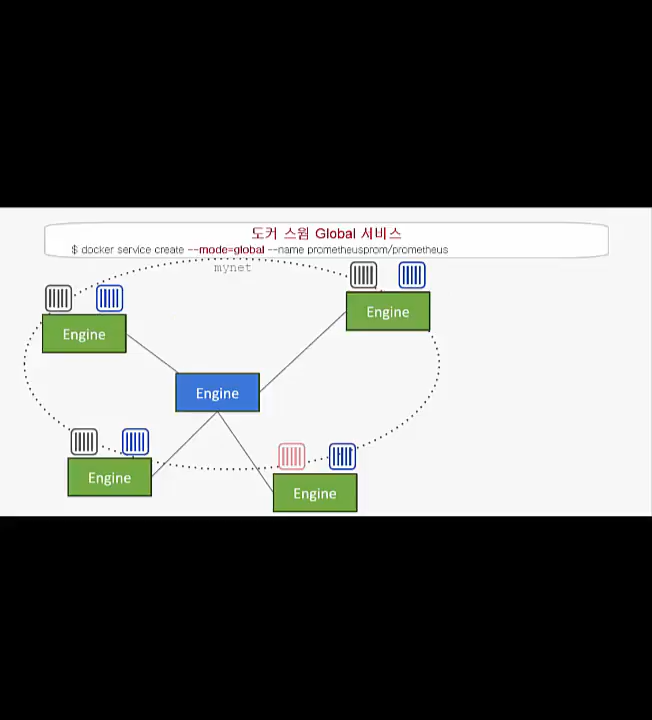 도커 스웜 Global 서비스
$ docker service create --mode=global --name prometheusprom/prometheus
mynet
Engine
Engine
Engine
Engine
Engine